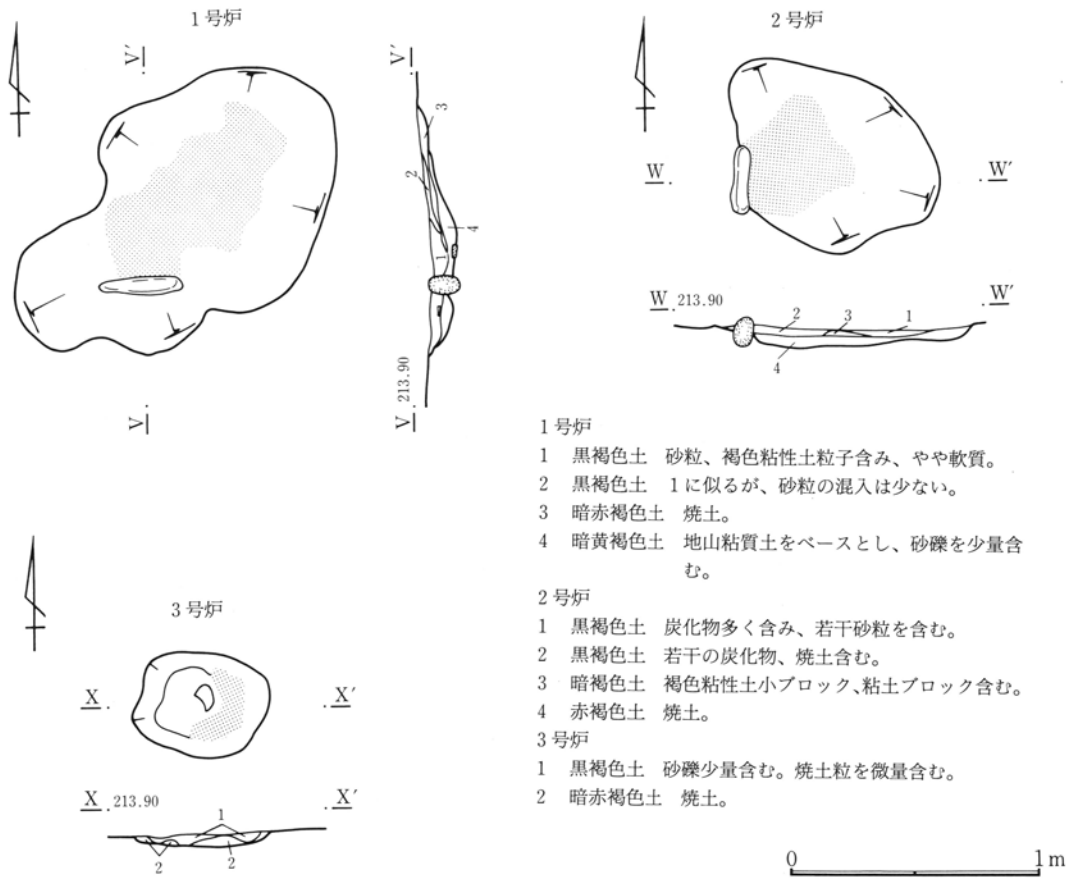 1号炉
V′
V
V′
3
2
4
1
V 213.90
2号炉
W
W′
W 213.90
W′
2
3
1
4
3号炉
X
X′
X 213.90
X′
1
2
2
1号炉
1 黒褐色土 砂粒、褐色粘性土粒子含み、やや軟質。
2 黒褐色土 1に似るが、砂粒の混入は少ない。
3 暗赤褐色土 焼土。
4 暗黄褐色土 地山粘質土をベースとし、砂礫を少量含
む。
2号炉
1 黒褐色土 炭化物多く含み、若干砂粒を含む。
2 黒褐色土 若干の炭化物、焼土含む。
3 暗褐色土 褐色粘性土小ブロック、粘土ブロック含む。
4 赤褐色土 焼土。
3号炉
1 黒褐色土 砂礫少量含む。焼土粒を微量含む。
2 暗赤褐色土 焼土。
0 1m